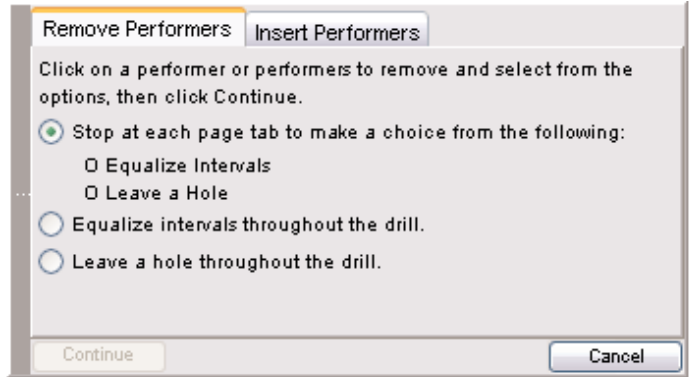 Remove Performers
Insert Performers
Click on a performer or performers to remove and select from the
options, then click Continue.
Stop at each page tab to make a choice from the following:
O Equalize Intervals
O Leave a Hole
Equalize intervals throughout the drill.
Leave a hole throughout the drill.
Continue
Cancel